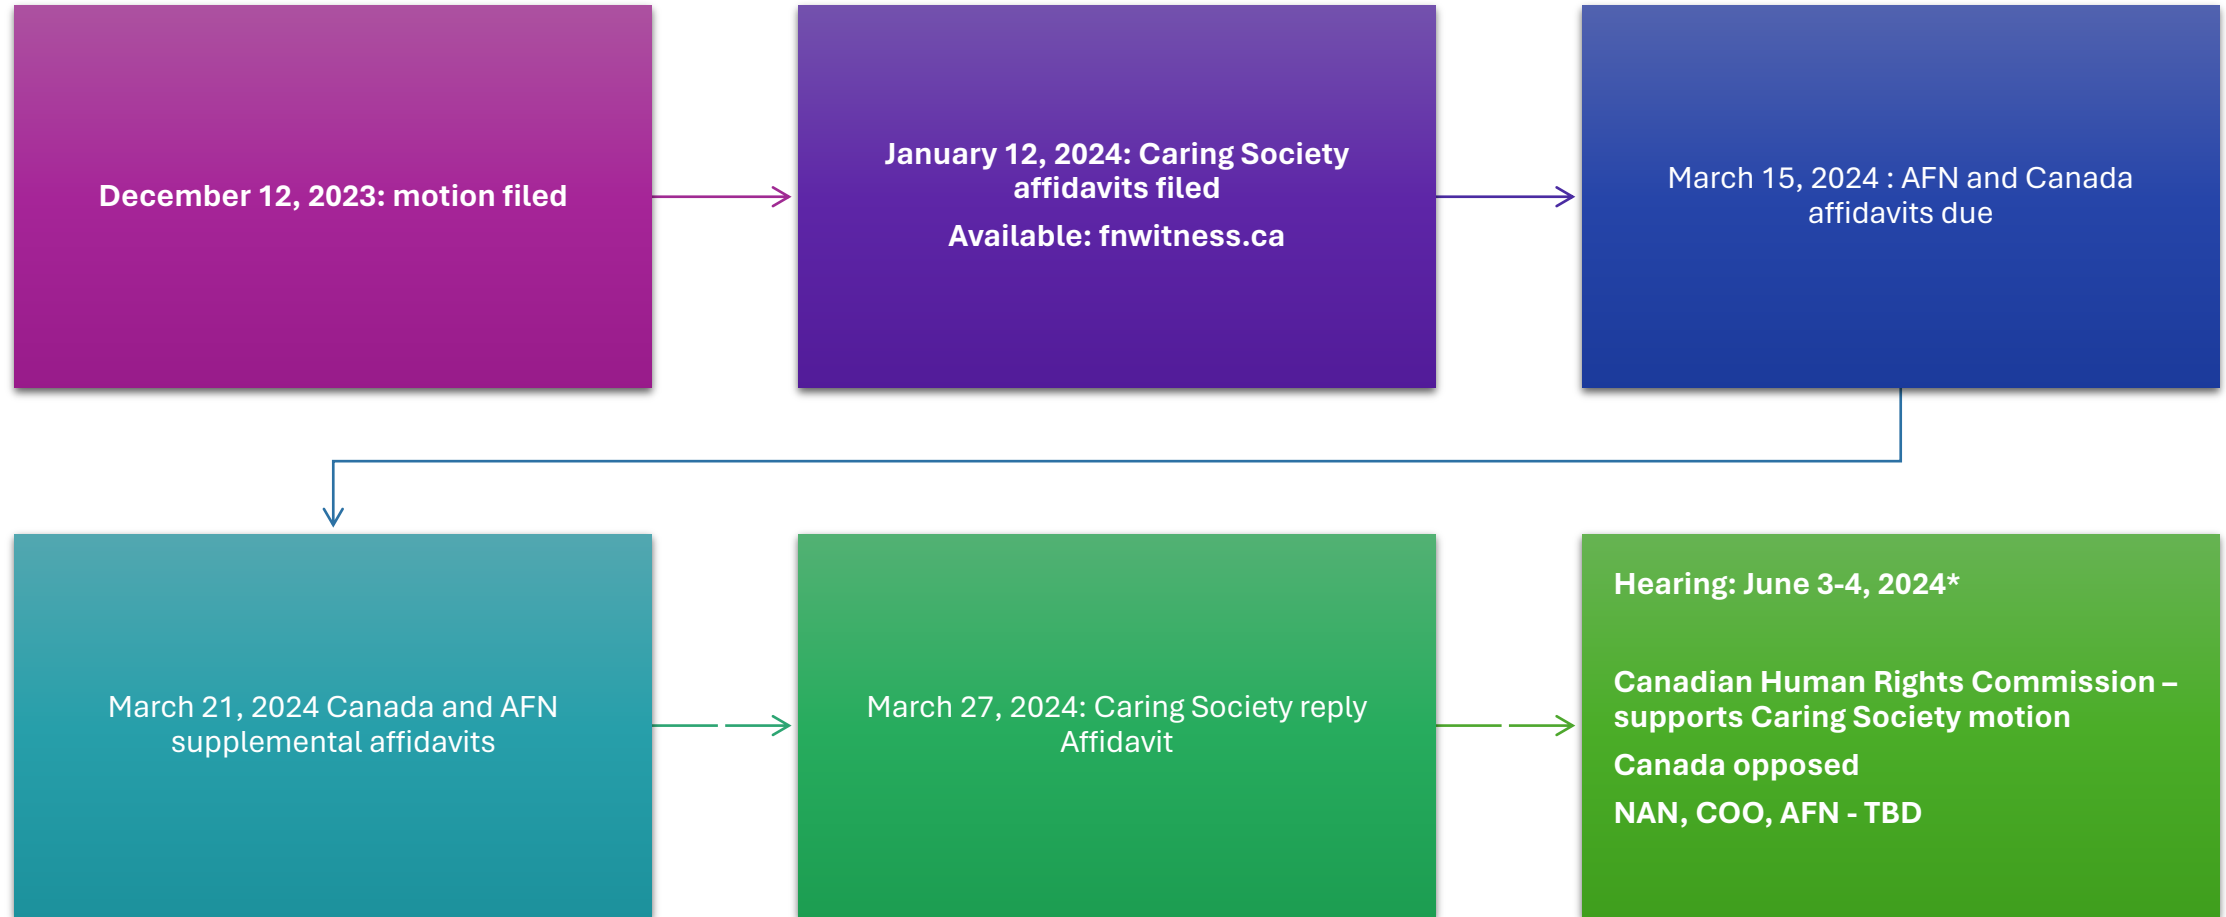 December 12, 2023: motion filed
January 12, 2024: Caring Society
affidavits filed
Available: fnwitness.ca
March 15, 2024 : AFN and Canada
affidavits due
March 21, 2024 Canada and AFN
supplemental affidavits
March 27, 2024: Caring Society reply
Affidavit
Hearing: June 3-4, 2024*
Canadian Human Rights Commission –
supports Caring Society motion
Canada opposed
NAN, COO, AFN - TBD